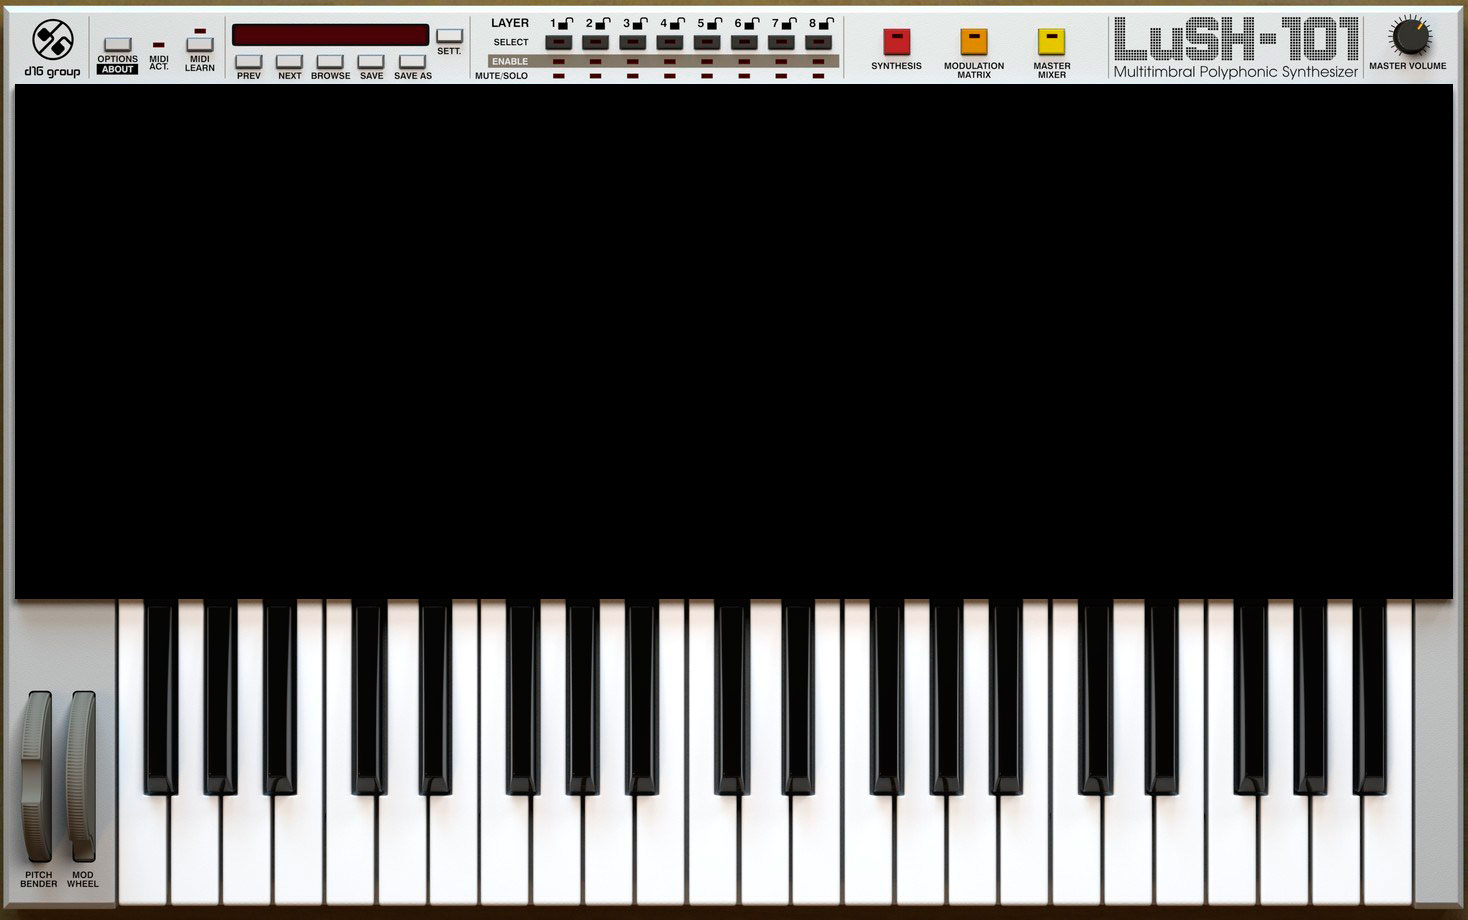 d16 group
OPTIONS
ABOUT
MIDI
ACT.
MIDI
LEARN
PREV NEXT BROWSE SAVE SAVE AS
SETT.
LAYER 1 2 3 4 5 6 7 8
SELECT
ENABLE
MUTE/SOLO
SYNTHESIS
MODULATION
MATRIX
MASTER
MIXER
LuSH-101
Multitimbral Polyphonic Synthesizer
MASTER VOLUME
PITCH
BENDER
MOD
WHEEL